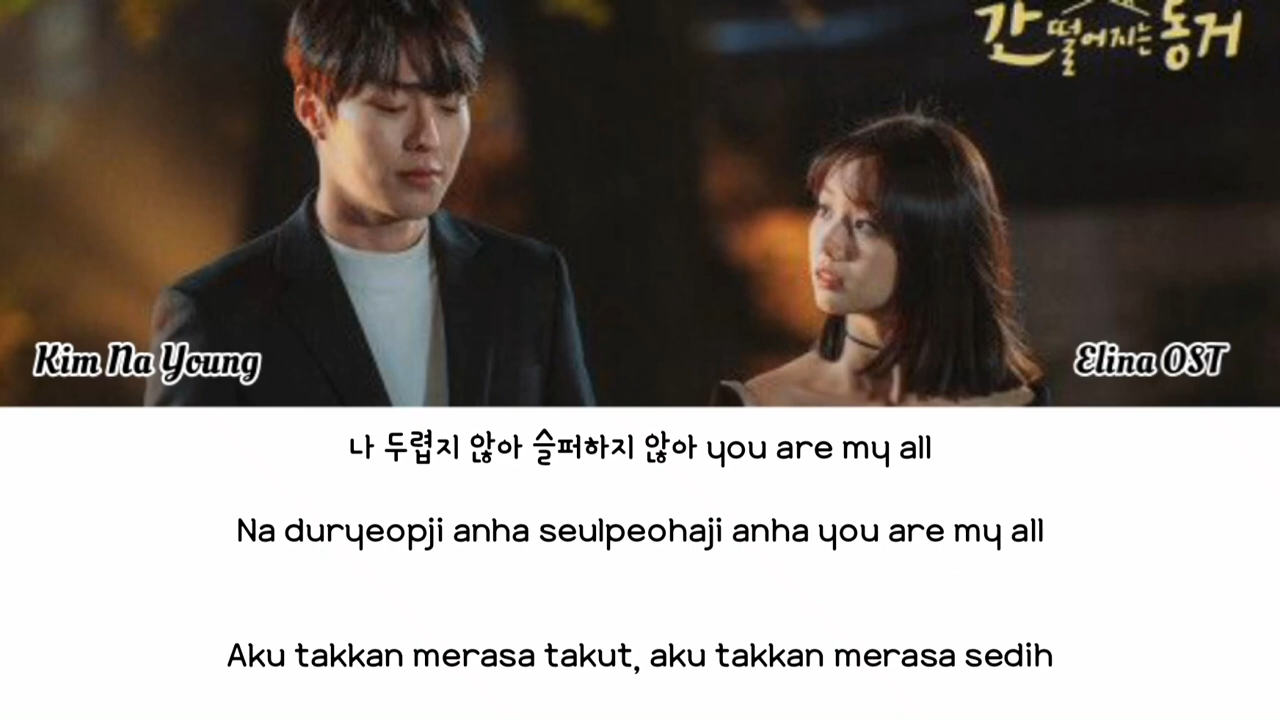 간 떨어지는 동거
Kim Na Young
Elina OST
나 두렵지 않아 슬퍼하지 않아 you are my all
Na duryeopji anha seulpeohaji anha you are my all
Aku takkan merasa takut, aku takkan merasa sedih